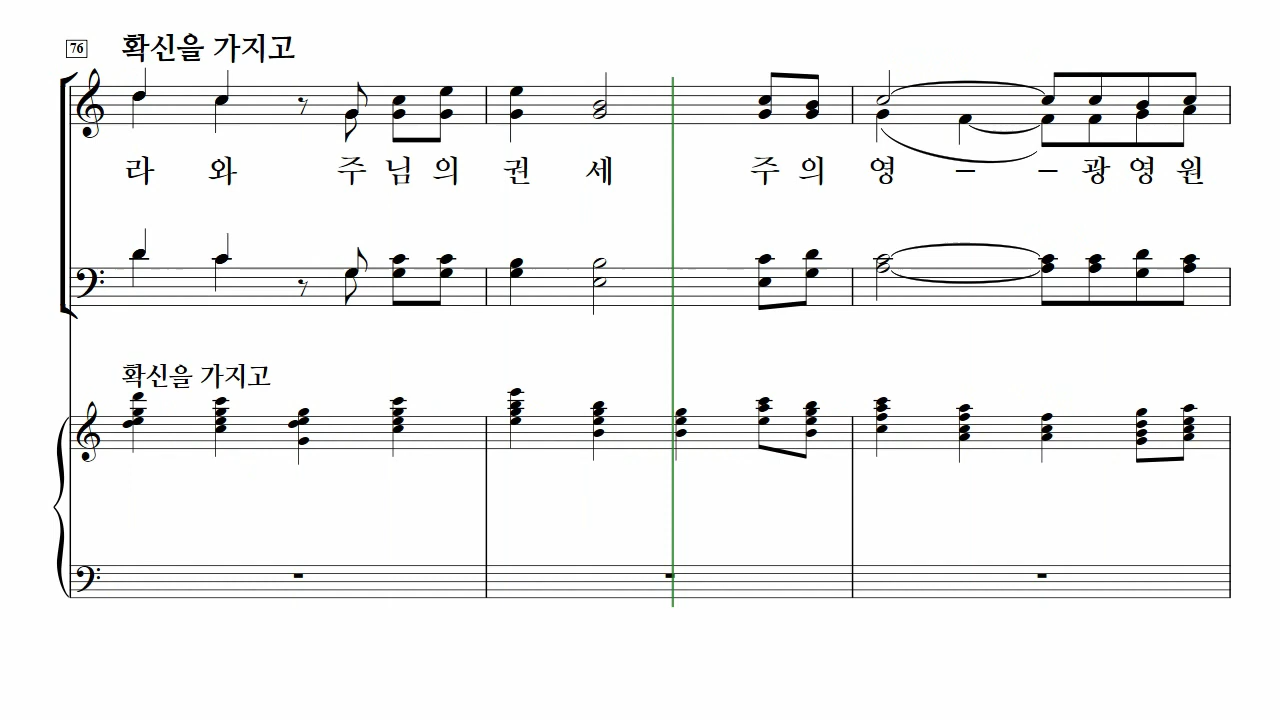 76
확신을 가지고
라 와 주 님 의 권 세 주 의 영 – – 광 영 원
확신을 가지고